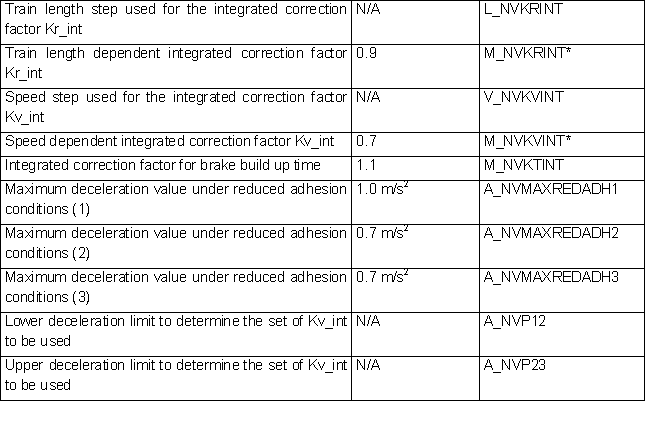 Train length step used for the integrated correction N/A L_NVKRINT
factor Kr_int
Train length dependent integrated correction factor 0.9 M_NVKRINT*
Kr_int
Speed step used for the integrated correction factor N/A V_NVKVINT
Kv_int
Speed dependent integrated correction factor Kv_int 0.7 M_NVKVINT*
Integrated correction factor for brake build up time 1.1 M_NVKTINT
Maximum deceleration value under reduced adhesion 1.0 m/s² A_NVMAXREDADH1
conditions (1)
Maximum deceleration value under reduced adhesion 0.7 m/s² A_NVMAXREDADH2
conditions (2)
Maximum deceleration value under reduced adhesion 0.7 m/s² A_NVMAXREDADH3
conditions (3)
Lower deceleration limit to determine the set of Kv_int N/A A_NVP12
to be used
Upper deceleration limit to determine the set of Kv_int N/A A_NVP23
to be used